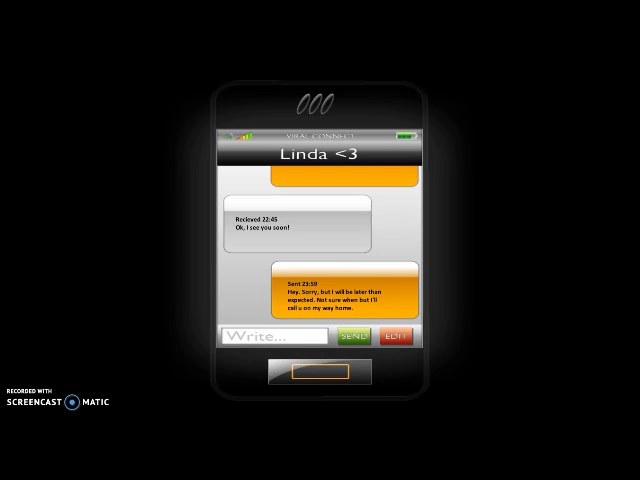 VIRAL CONNECT
Linda <3
Recieved 22:45
Ok, I see you soon!
Sent 23:59
Hey. Sorry, but I will be later than
expected. Not sure when but I'll
call u on my way home.
Write...
SEND
EDIT
RECORDED WITH
SCREENCAST MATIC